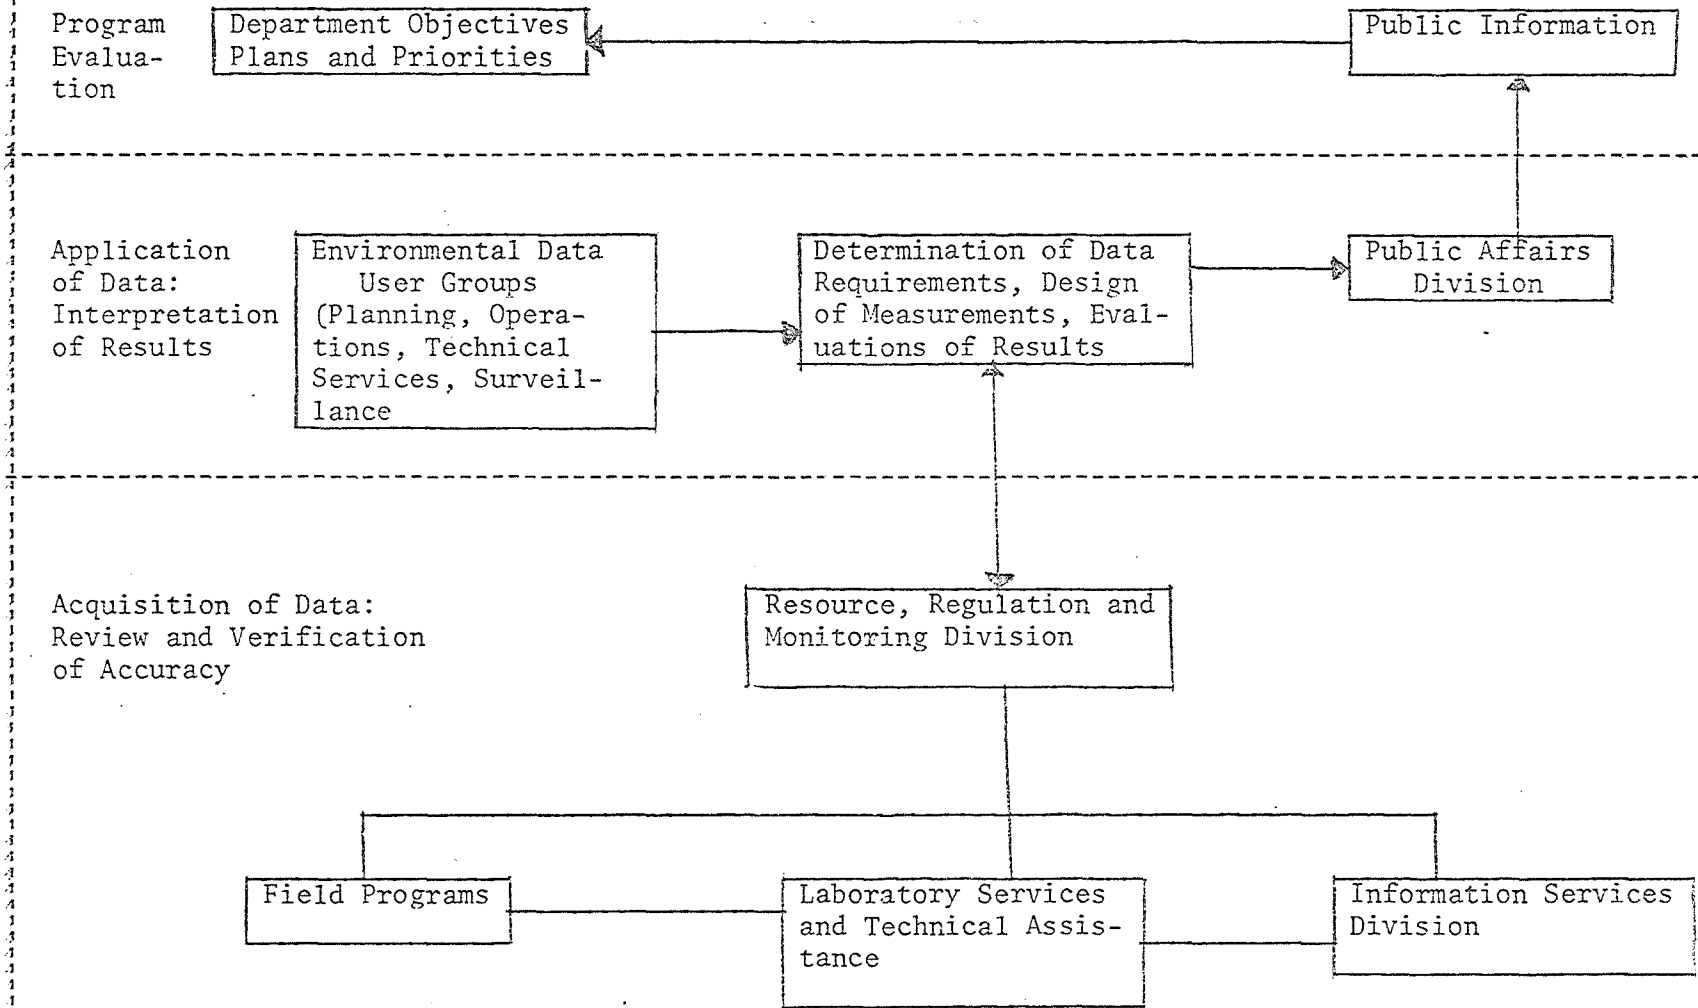 Program
Evalua-
tion
Department Objectives
Plans and Priorities
Public Information
Application
of Data:
Interpretation
of Results
Environmental Data
User Groups
(Planning, Opera-
tions, Technical
Services, Surveil-
lance
Determination of Data
Requirements, Design
of Measurements, Eval-
uations of Results
Public Affairs
Division
Acquisition of Data:
Review and Verification
of Accuracy
Resource, Regulation and
Monitoring Division
Field Programs
Laboratory Services
and Technical Assis-
tance
Information Services
Division